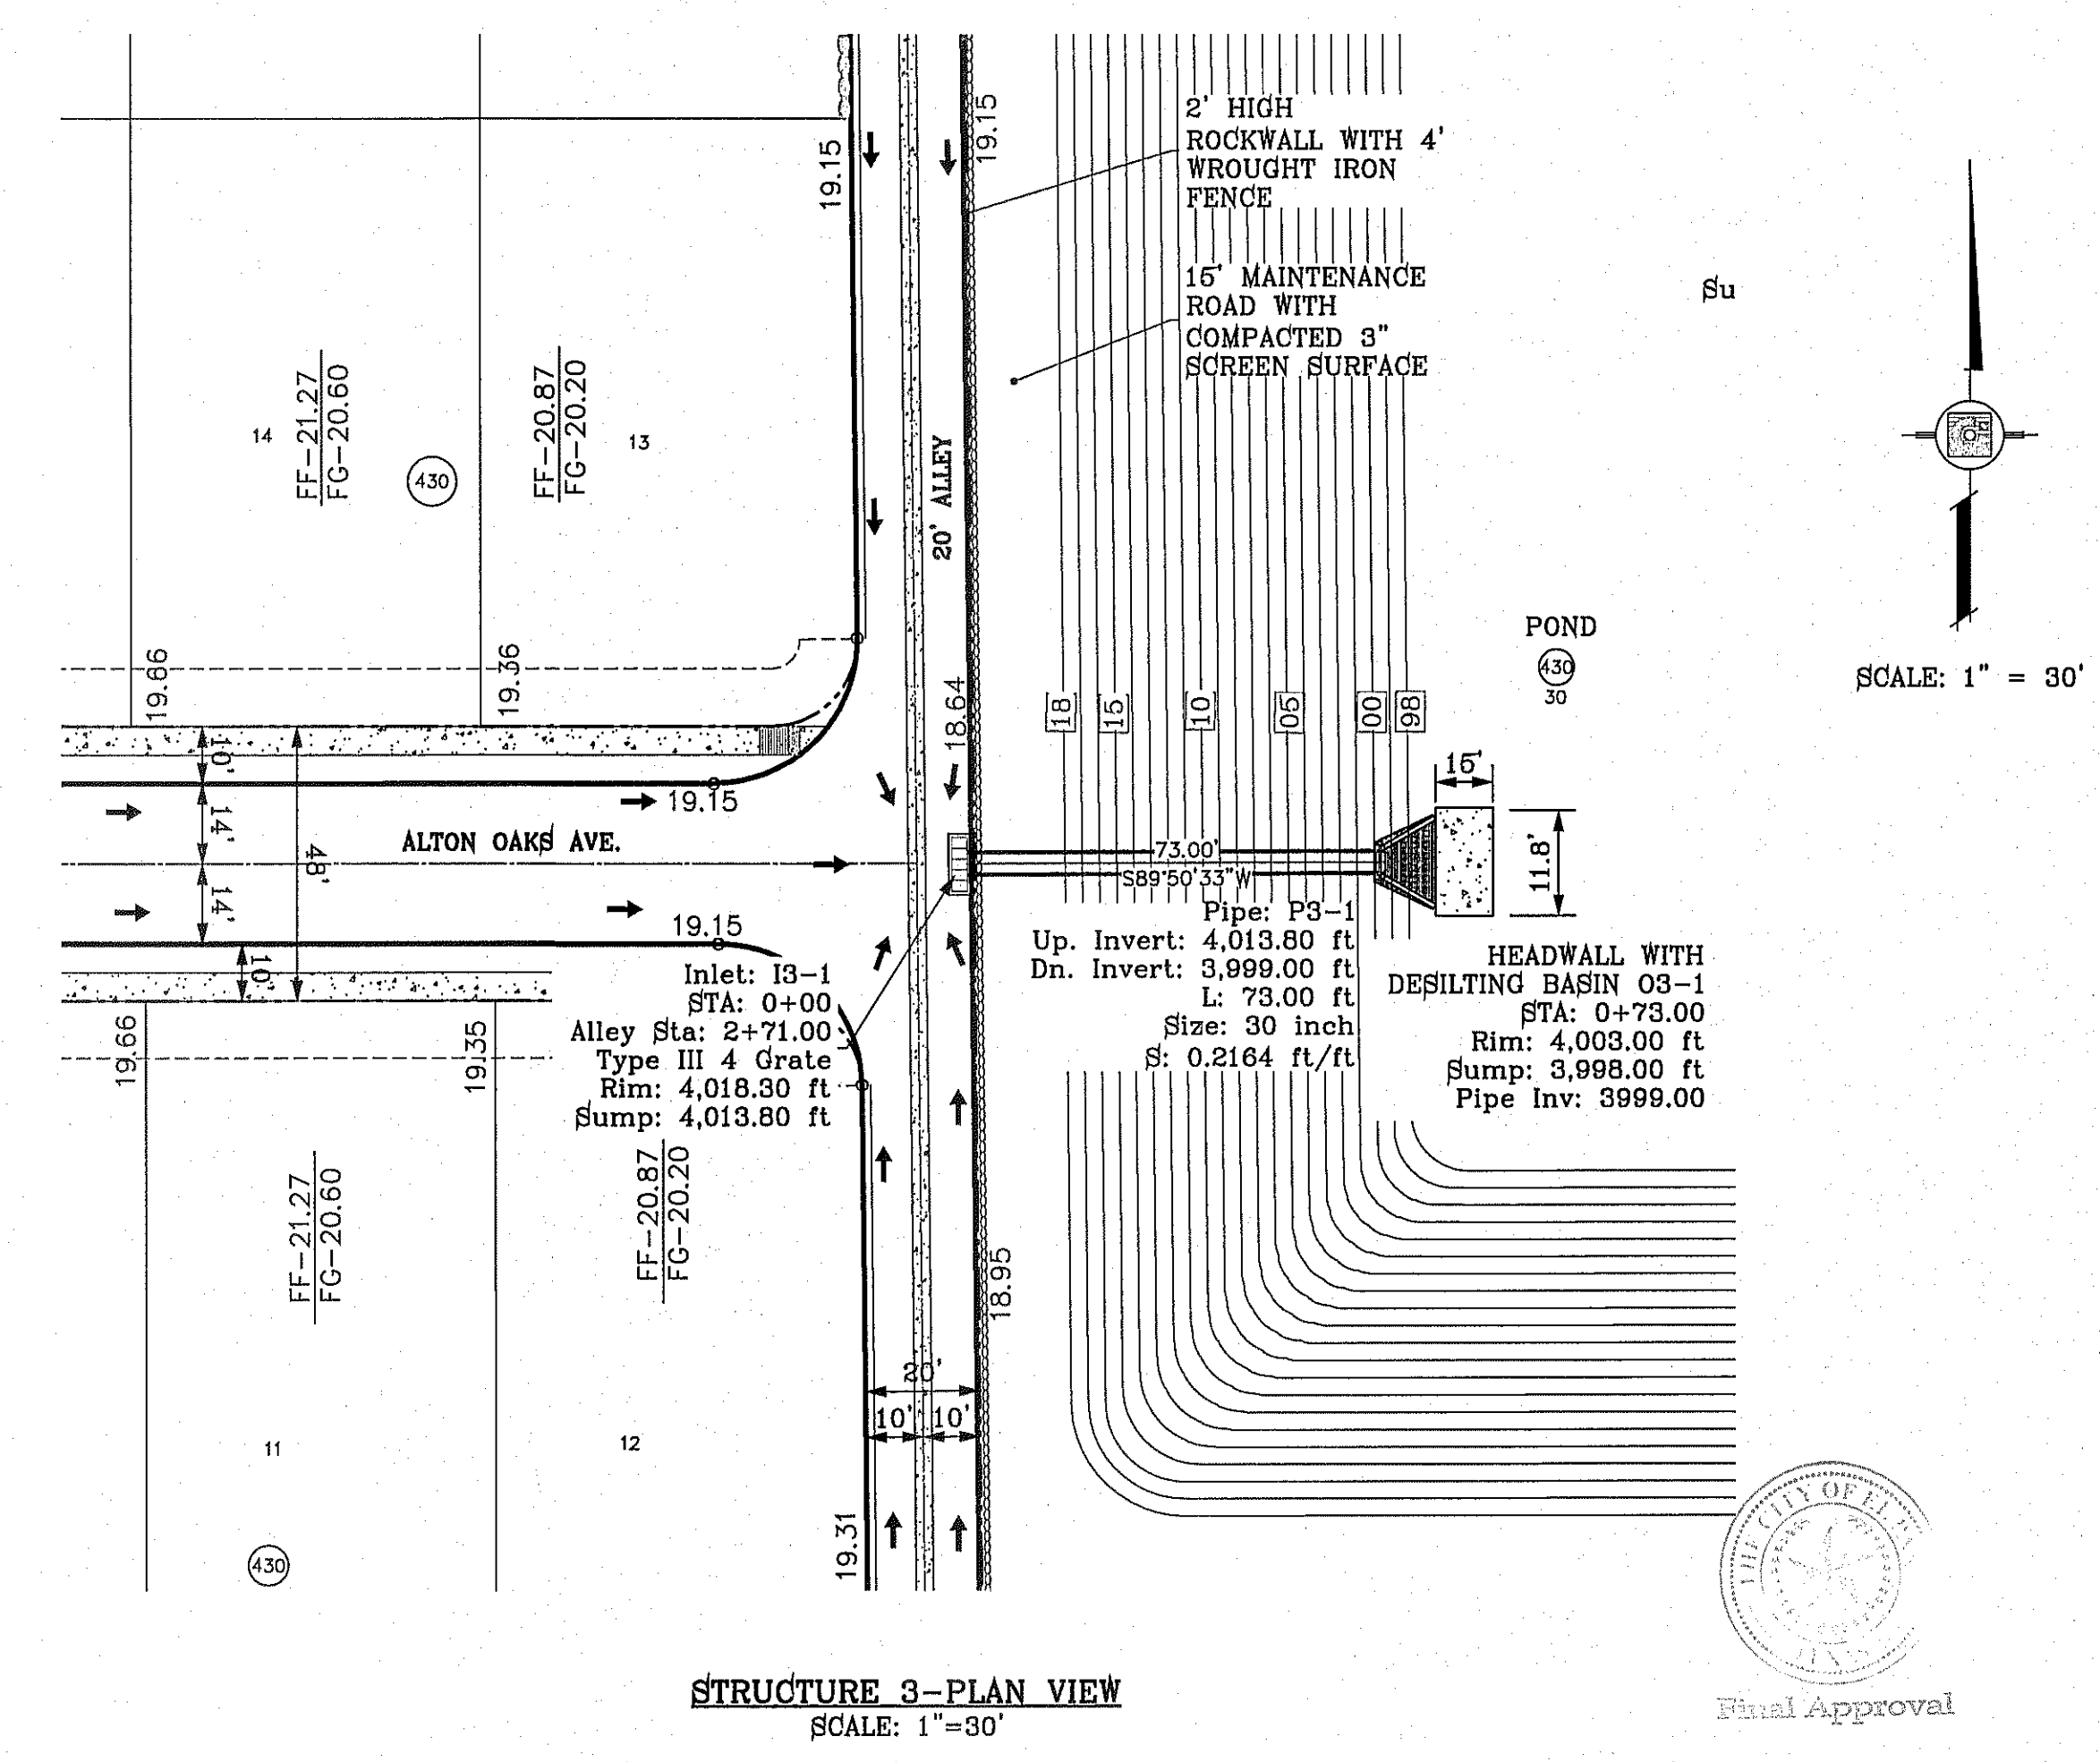 19.15
19.15
2' HIGH
ROCKWALL WITH 4'
WROUGHT IRON
FENCE
15' MAINTENANCE
ROAD WITH
COMPACTED 3"
SCREEN SURFACE
Su
14
FF-21.27
FG-20.60
430
FF-20.87
FG-20.20
13
20' ALLEY
POND
430
30
SCALE: 1" = 30'
19.66
19.36
18.64
18
15
10
05
00
98
10'
14'
48'
14'
10'
19.15
ALTON OAKS AVE.
19.15
73.00'
S89°50'33"W
15'
11.8'
Inlet: I3-1
STA: 0+00
Alley Sta: 2+71.00
Type III 4 Grate
Rim: 4,018.30 ft
Sump: 4,013.80 ft
Pipe: P3-1
Up. Invert: 4,013.80 ft
Dn. Invert: 3,999.00 ft
L: 73.00 ft
Size: 30 inch
S: 0.2164 ft/ft
HEADWALL WITH
DESILTING BASIN O3-1
STA: 0+73.00
Rim: 4,003.00 ft
Sump: 3,998.00 ft
Pipe Inv: 3999.00
19.66
19.35
FF-21.27
FG-20.60
FF-20.87
FG-20.20
18.95
20'
10'
10'
11
12
19.31
430
THE CITY OF EL
Final Approval
STRUCTURE 3-PLAN VIEW
SCALE: 1"=30'